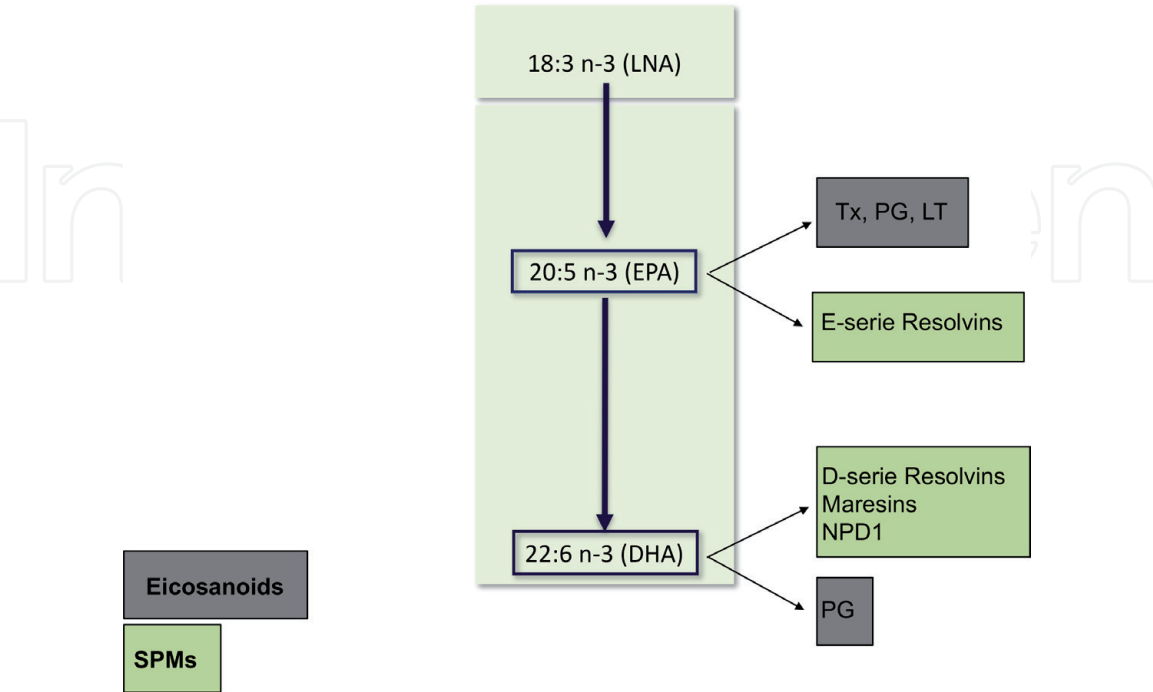 18:3 n-3 (LNA)
20:5 n-3 (EPA)
Tx, PG, LT
E-serie Resolvins
22:6 n-3 (DHA)
D-serie Resolvins
Maresins
NPD1
PG
Eicosanoids
SPMs